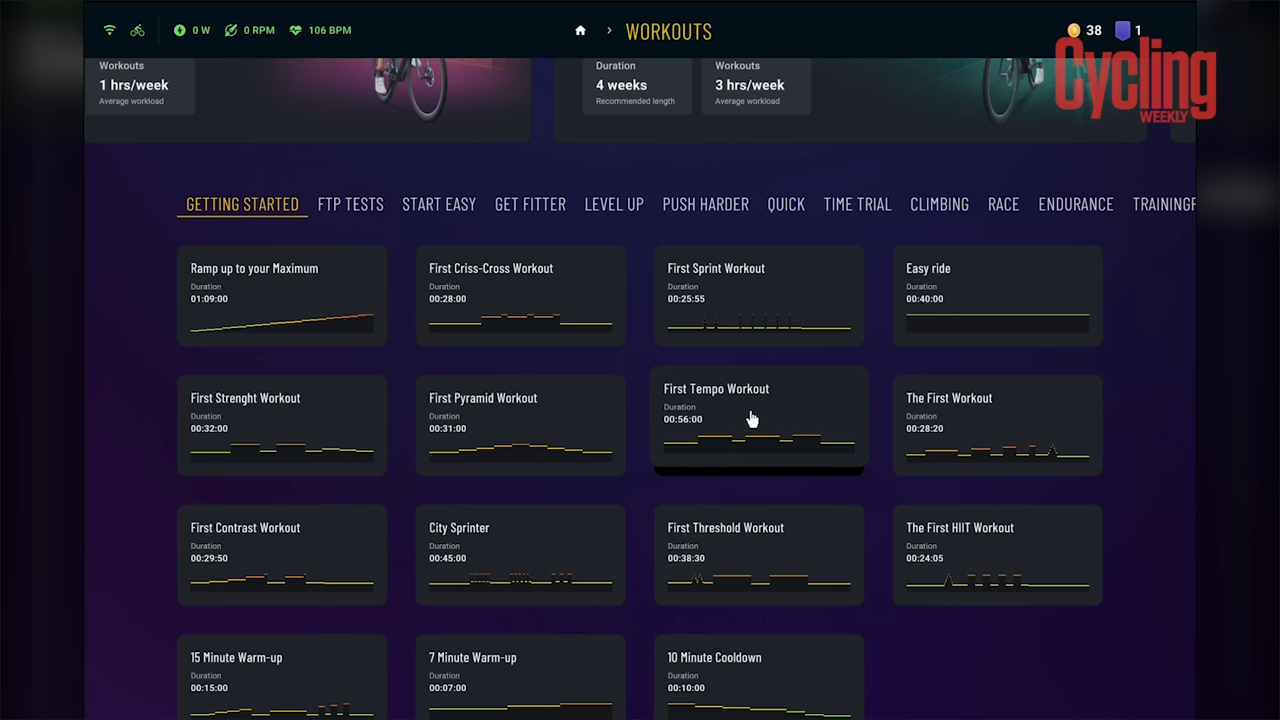 0 W
0 RPM
106 BPM
WORKOUTS
38
1
Cycling
WEEKLY
Workouts
1 hrs/week
Average workload
Duration
4 weeks
Recommended length
Workouts
3 hrs/week
Average workload
GETTING STARTED
FTP TESTS
START EASY
GET FITTER
LEVEL UP
PUSH HARDER
QUICK
TIME TRIAL
CLIMBING
RACE
ENDURANCE
Ramp up to your Maximum
Duration
01:09:00
First Criss-Cross Workout
Duration
00:28:00
First Sprint Workout
Duration
00:25:55
Easy ride
Duration
00:40:00
First Strenght Workout
Duration
00:32:00
First Pyramid Workout
Duration
00:31:00
First Tempo Workout
Duration
00:56:00
The First Workout
Duration
00:28:20
First Contrast Workout
Duration
00:29:50
City Sprinter
Duration
00:45:00
First Threshold Workout
Duration
00:38:30
The First HIIT Workout
Duration
00:24:05
15 Minute Warm-up
Duration
00:15:00
7 Minute Warm-up
Duration
00:07:00
10 Minute Cooldown
Duration
00:10:00